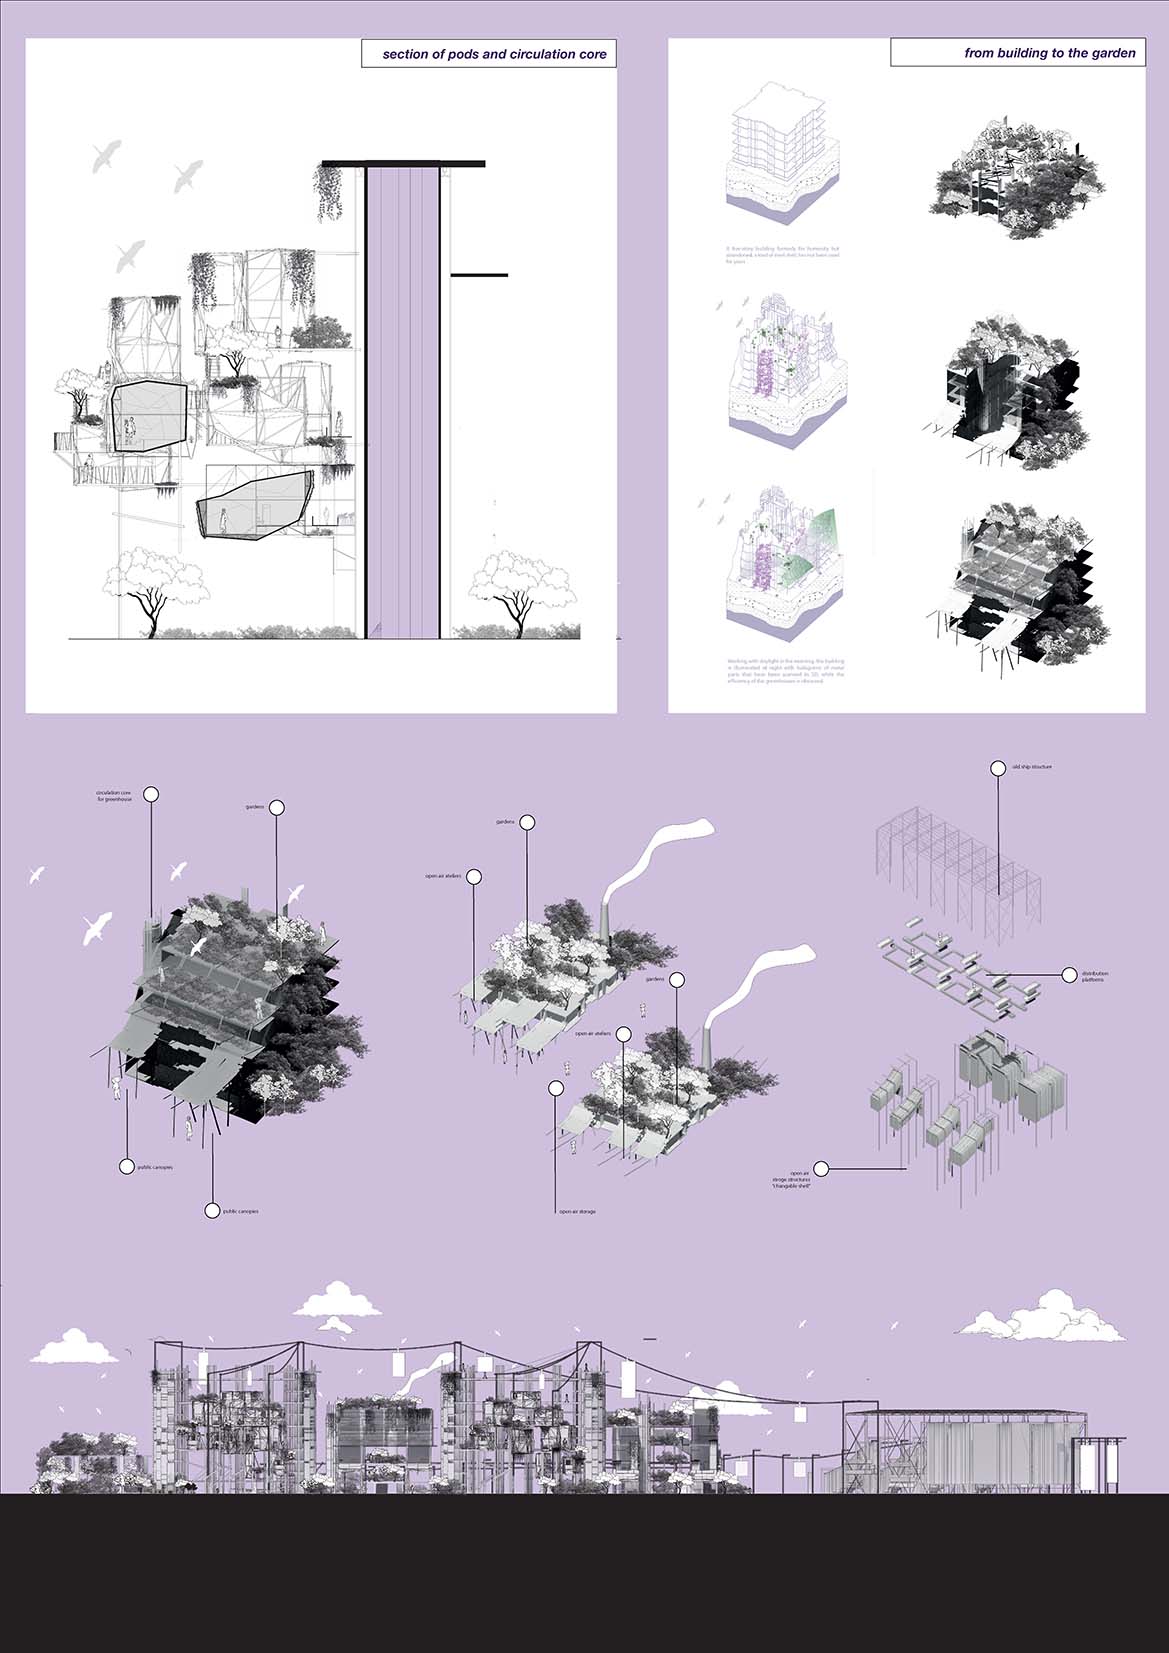 section of pods and circulation core
from building to the garden
A five-story building formerly for humanity but
abandoned, a kind of steel shell, has not been used
for years.
Working with daylight in the morning, the building
is illuminated at night with holograms of metal
parts that have been scanned to 3D, while the
efficiency of the greenhouses is obsessed.
circulation core
for greenhouse
gardens
public canopies
public canopies
gardens
open air ateliers
gardens
open air ateliers
open air storage
old ship structure
distribution
platforms
open air
storge structures
"changable shell"